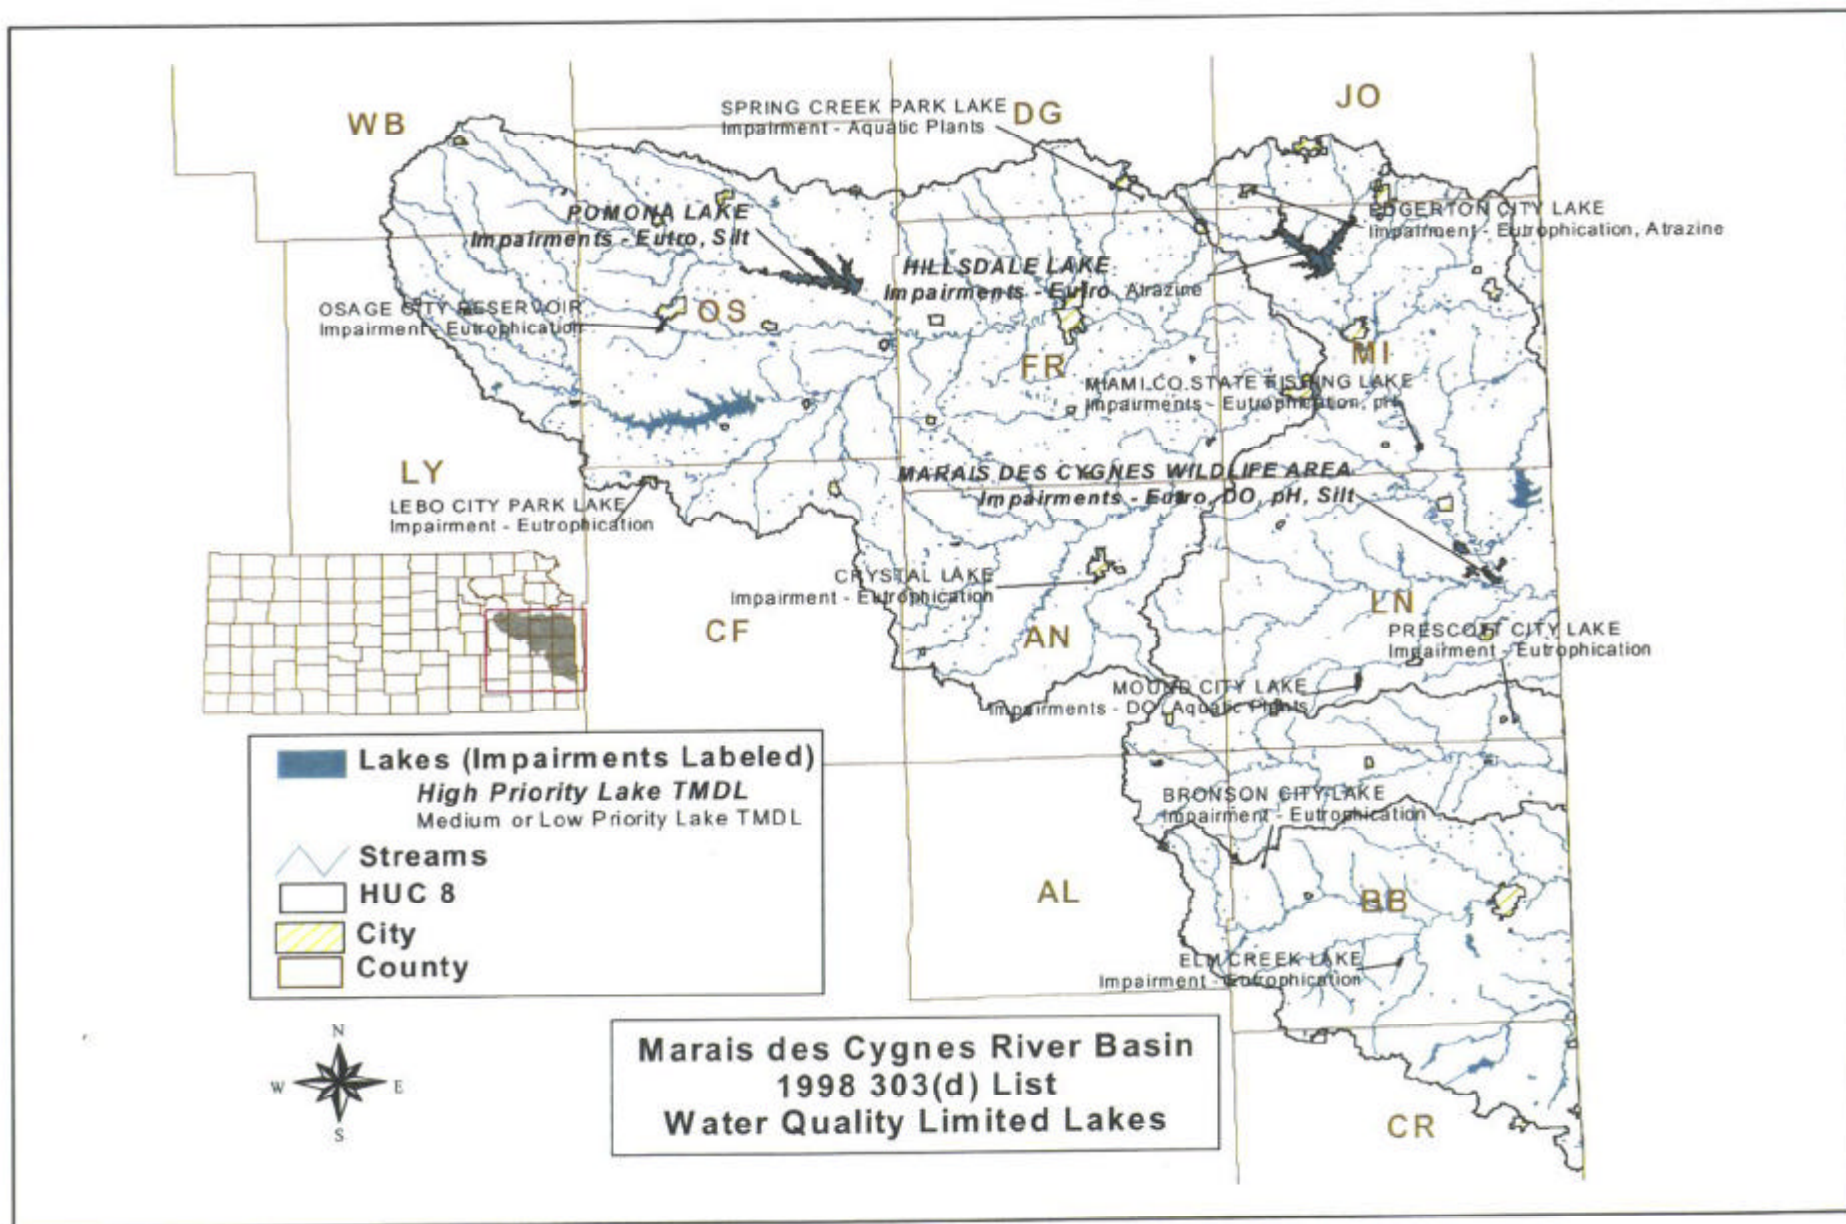 WB
SPRING CREEK PARK LAKE
Impairment - Aquatic Plants
DG
JO
POMONA LAKE
Impairments - Eutro, Silt
EDGERTON CITY LAKE
Impairment - Eutrophication, Atrazine
HILLSDALE LAKE
Impairments - Eutro, Atrazine
OSAGE CITY RESERVOIR
Impairment - Eutrophication
OS
FR
MI
MIAMI CO. STATE FISHING LAKE
Impairments - Eutrophication, pH
LY
MARAIS DES CYGNES WILDLIFE AREA
Impairments - Eutro, DO, pH, Silt
LEBO CITY PARK LAKE
Impairment - Eutrophication
CRYSTAL LAKE
Impairment - Eutrophication
CF
AN
LN
PRESCOTT CITY LAKE
Impairment - Eutrophication
MOUND CITY LAKE
Impairments - DO, Aquatic Plants
BRONSON CITY LAKE
Impairment - Eutrophication
AL
BB
ELM CREEK LAKE
Impairment - Eutrophication
CR
Lakes (Impairments Labeled)
High Priority Lake TMDL
Medium or Low Priority Lake TMDL
Streams
HUC 8
City
County
N
W E
S
Marais des Cygnes River Basin
1998 303(d) List
Water Quality Limited Lakes